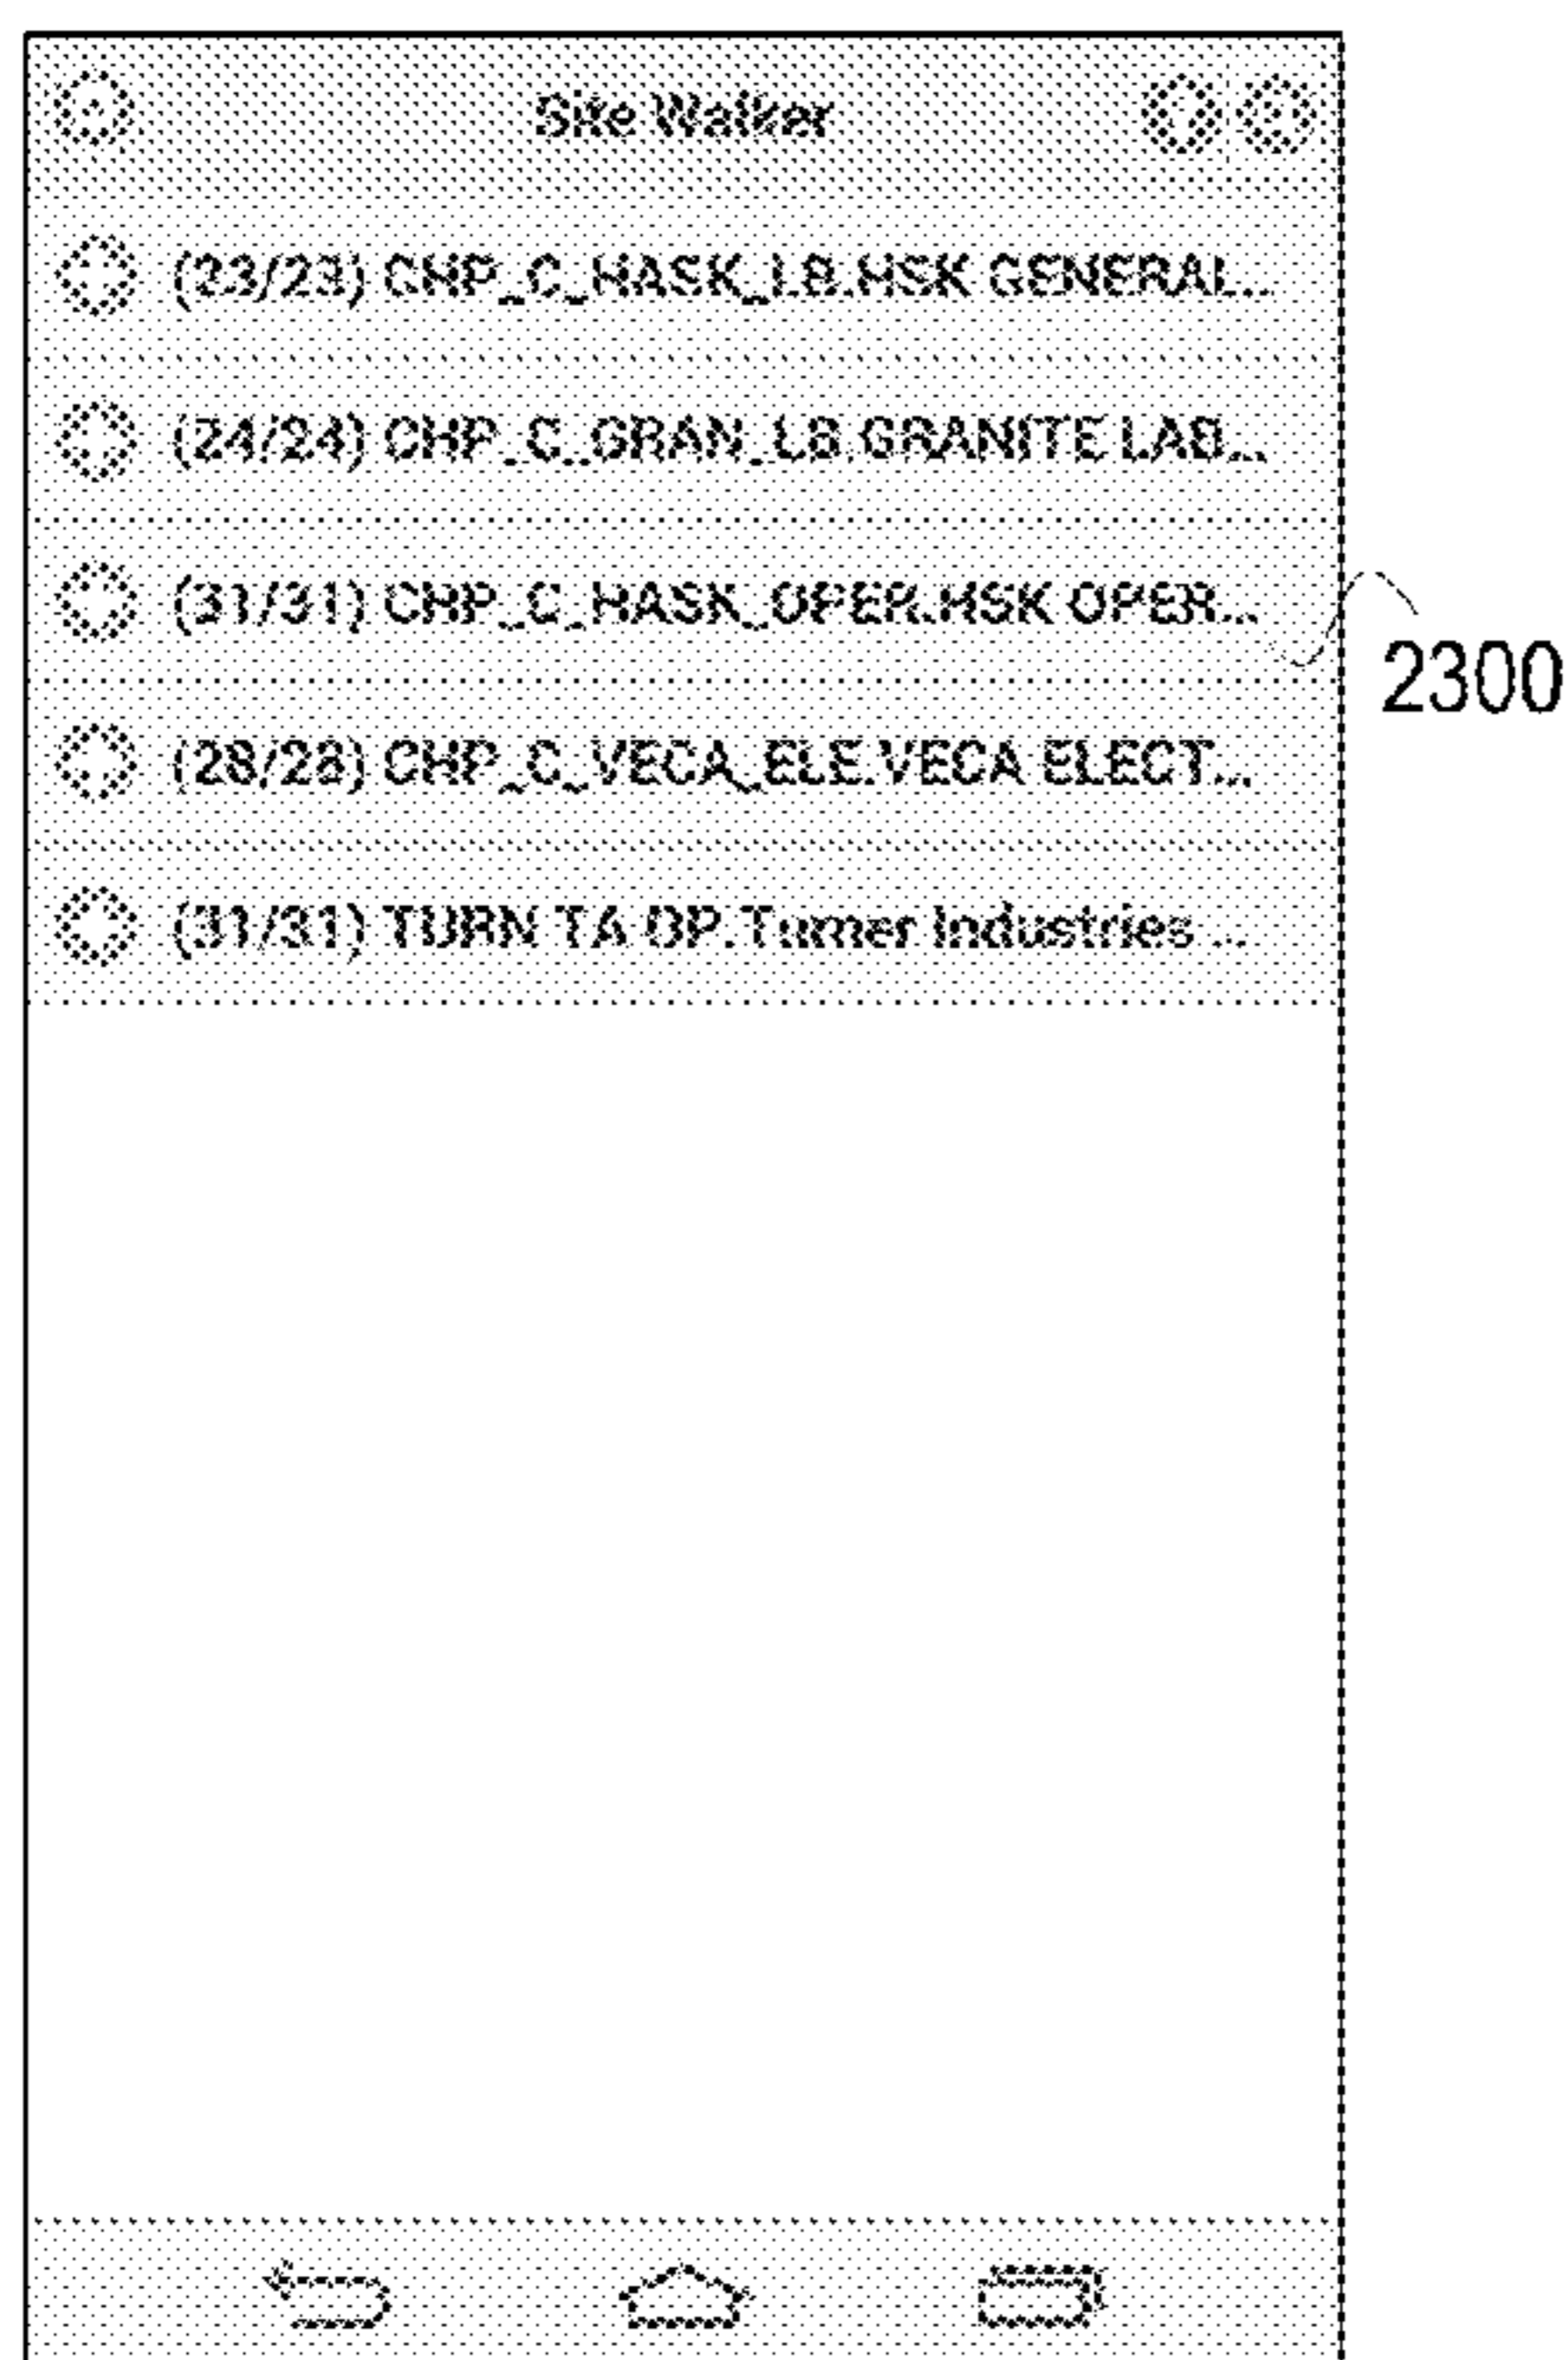 Site Walker
(23/23) CHP_C_HASK_LB.HSK GENERAL...
(24/24) CHP_C_GRAN_LB.GRANITE LAB...
(31/31) CHP_C_HASK_OPER.HSK OPER...
2300
(28/28) CHP_C_VECA_ELE.VECA ELECT...
(31/31) TURN TA OP.Turner Industries ...